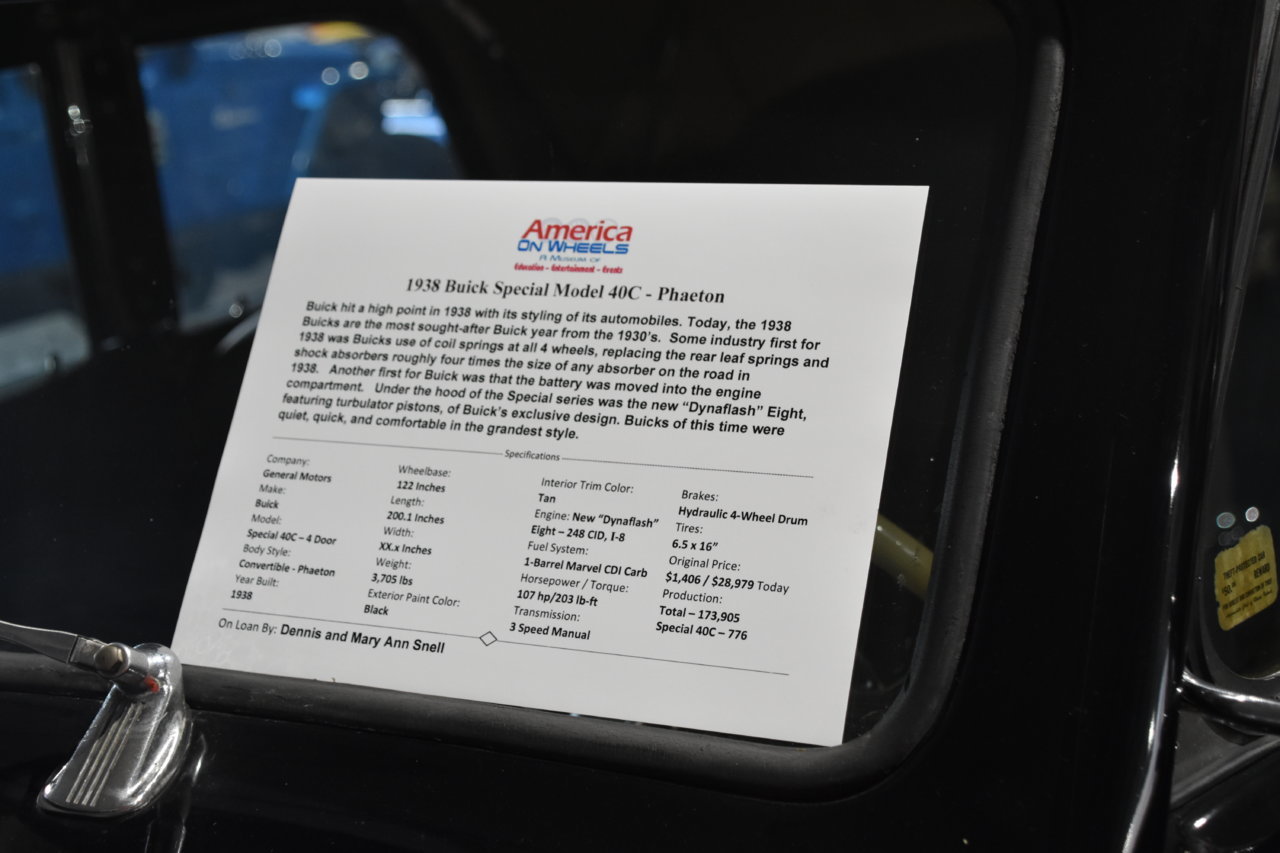 America
ON WHEELS
A MUSEUM OF
Education – Entertainment – Events
1938 Buick Special Model 40C - Phaeton
Buick hit a high point in 1938 with its styling of its automobiles. Today, the 1938
Buicks are the most sought-after Buick year from the 1930's. Some industry first for
1938 was Buicks use of coil springs at all 4 wheels, replacing the rear leaf springs and
shock absorbers roughly four times the size of any absorber on the road in
1938. Another first for Buick was that the battery was moved into the engine
compartment. Under the hood of the Special series was the new “Dynaflash” Eight,
featuring turbulator pistons, of Buick's exclusive design. Buicks of this time were
quiet, quick, and comfortable in the grandest style.
Specifications
Company:
General Motors
Make:
Buick
Model:
Special 40C – 4 Door
Body Style:
Convertible - Phaeton
Year Built:
1938
Wheelbase:
122 Inches
Length:
200.1 Inches
Width:
XX.x Inches
Weight:
3,705 lbs
Exterior Paint Color:
Black
Interior Trim Color:
Tan
Engine: New “Dynaflash”
Eight – 248 CID, I-8
Fuel System:
1-Barrel Marvel CDI Carb
Horsepower / Torque:
107 hp/203 lb-ft
Transmission:
3 Speed Manual
Brakes:
Hydraulic 4-Wheel Drum
Tires:
6.5 x 16”
Original Price:
$1,406 / $28,979 Today
Production:
Total – 173,905
Special 40C – 776
On Loan By: Dennis and Mary Ann Snell
THEFT-PROTECTED CAR
$50.00 REWARD